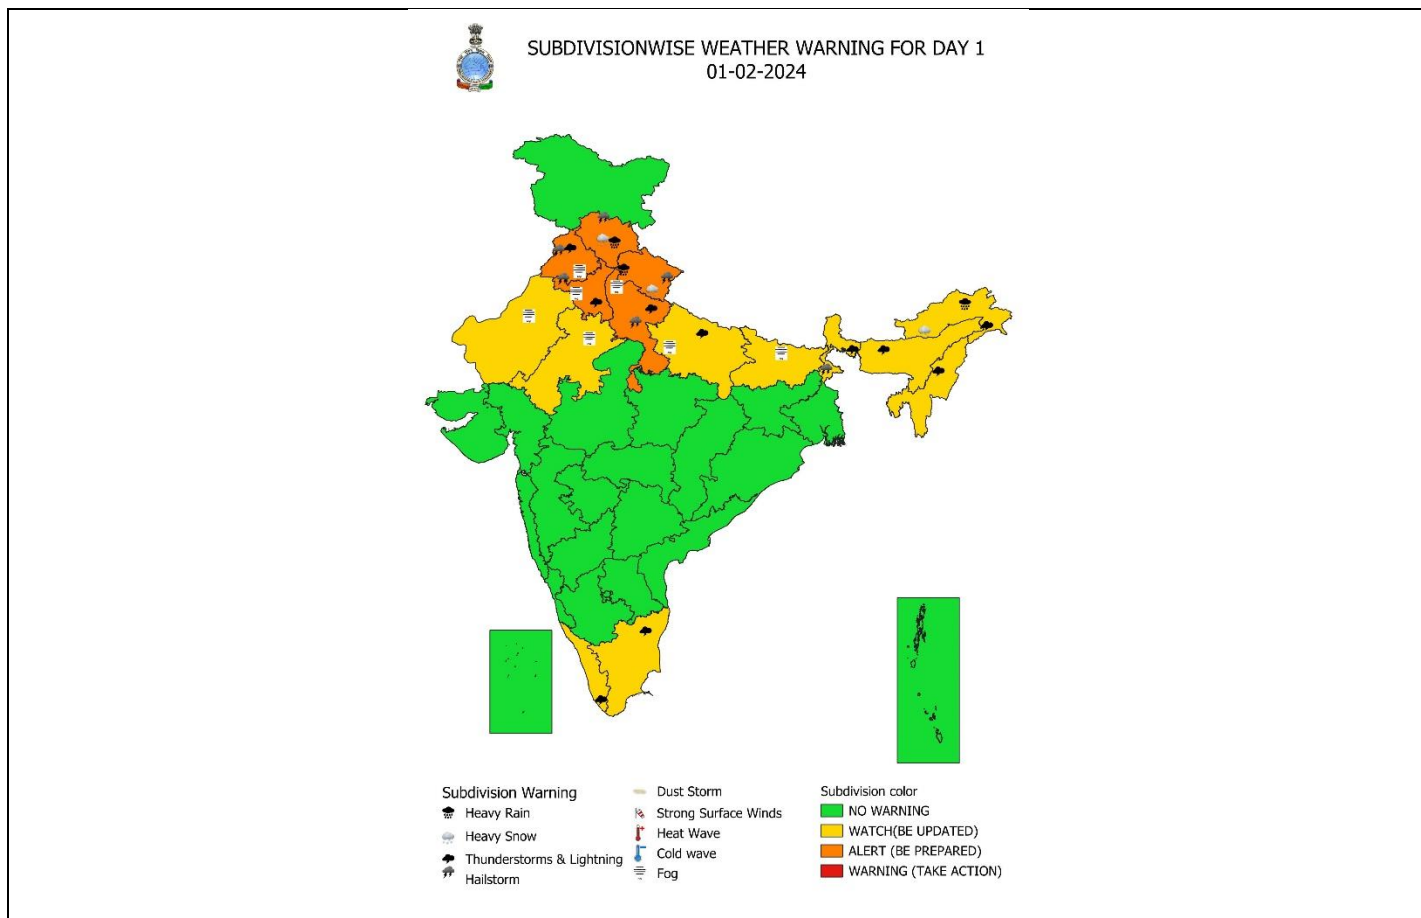 SUBDIVISIONWISE WEATHER WARNING FOR DAY 1
01-02-2024
Subdivision Warning
Heavy Rain
Heavy Snow
Thunderstorms & Lightning
Hailstorm
Dust Storm
Strong Surface Winds
Heat Wave
Cold wave
Fog
Subdivision color
NO WARNING
WATCH(BE UPDATED)
ALERT (BE PREPARED)
WARNING (TAKE ACTION)